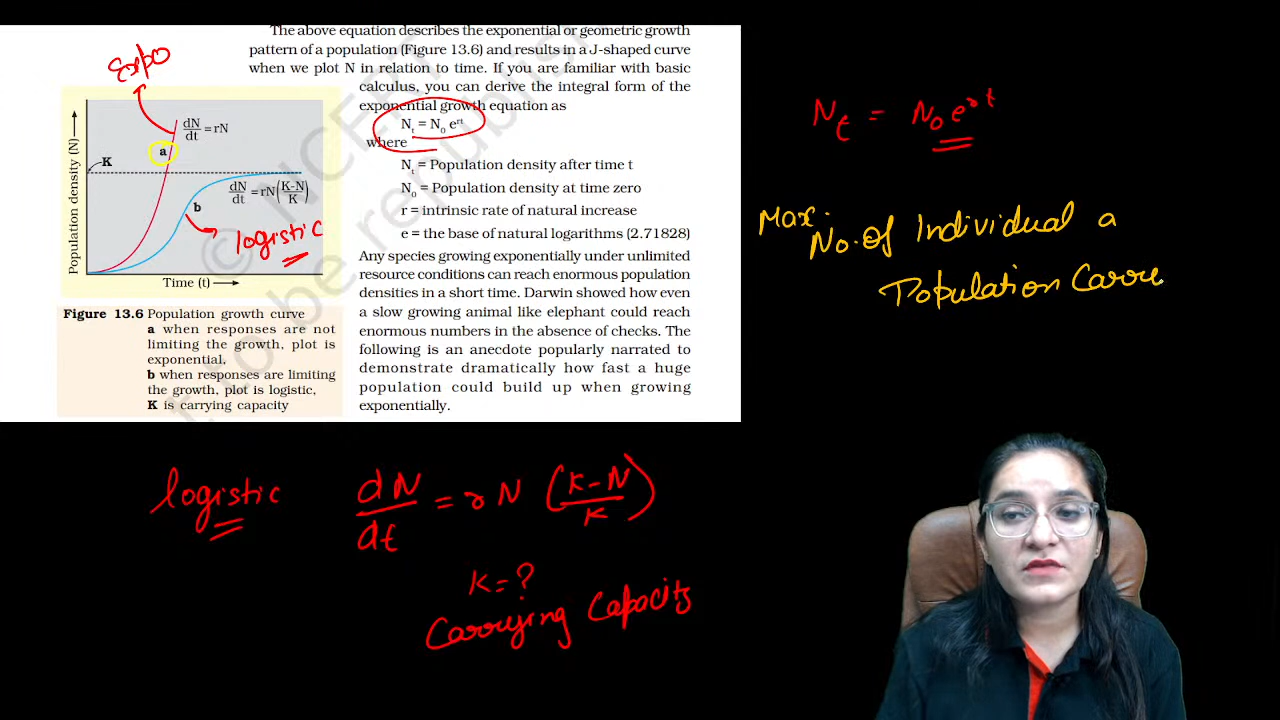 The above equation describes the exponential or geometric growth
pattern of a population (Figure 13.6) and results in a J-shaped curve
when we plot N in relation to time. If you are familiar with basic
calculus, you can derive the integral form of the
exponential growth equation as
Nt = N0 e^rt
where
Nt = Population density after time t
N0 = Population density at time zero
r = intrinsic rate of natural increase
e = the base of natural logarithms (2.71828)
Any species growing exponentially under unlimited
resource conditions can reach enormous population
densities in a short time. Darwin showed how even
a slow growing animal like elephant could reach
enormous numbers in the absence of checks. The
following is an anecdote popularly narrated to
demonstrate dramatically how fast a huge
population could build up when growing
exponentially.
Expo
dN/dt = rN
a
K
dN/dt = rN(K-N/K)
b
logistic
Population density (N)
Time (t)
Figure 13.6 Population growth curve
a when responses are not
limiting the growth, plot is
exponential,
b when responses are limiting
the growth, plot is logistic,
K is carrying capacity
© NCERT
not to be republished
Nt = N0 e^rt
Max. No. of Individual a
Population Carre
logistic dN/dt = rN (K-N/K)
K = ?
Carrying Capacity